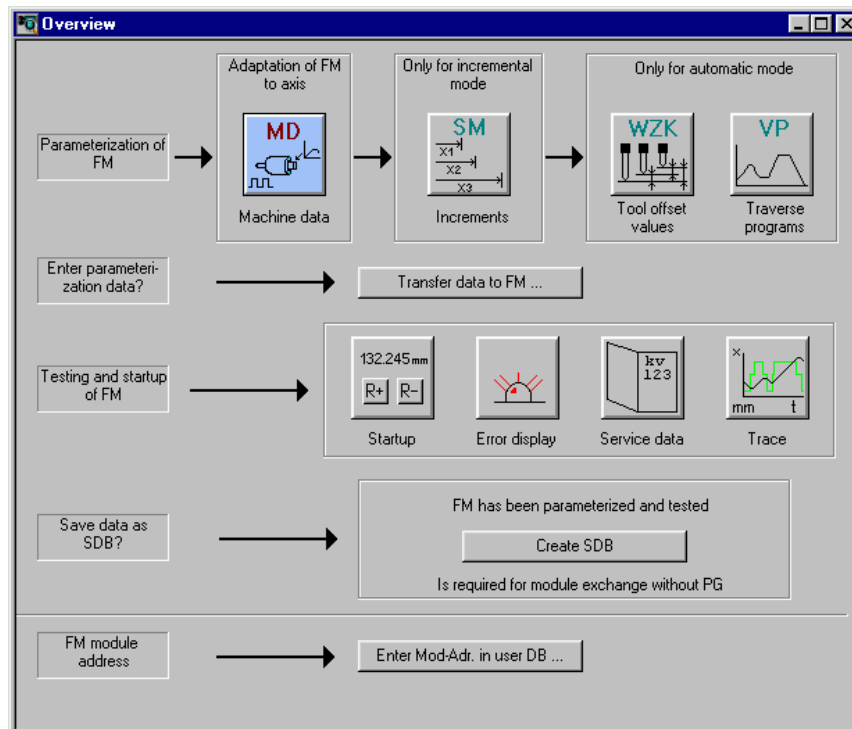 Overview
Adaptation of FM
to axis
Only for incremental
mode
Only for automatic mode
Parameterization of
FM
MD
SM
X1
X2
X3
WZK
VP
Machine data
Increments
Tool offset
values
Traverse
programs
Enter parameteri-
zation data?
Transfer data to FM ...
Testing and startup
of FM
132.245mm
R+ R-
kv
123
x
mm t
Startup
Error display
Service data
Trace
Save data as
SDB?
FM has been parameterized and tested
Create SDB
Is required for module exchange without PG
FM module
address
Enter Mod-Adr. in user DB ...